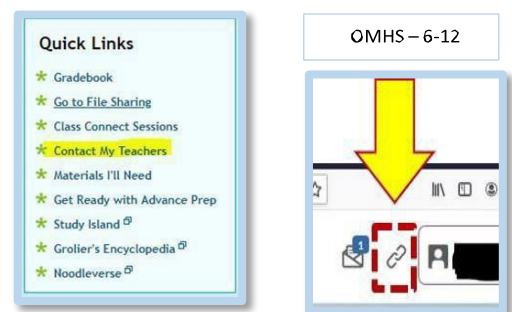 Quick Links
Gradebook
Go to File Sharing
Class Connect Sessions
Contact My Teachers
Materials I'll Need
Get Ready with Advance Prep
Study Island
Grolier's Encyclopedia
Noodleverse
OMHS – 6-12
1